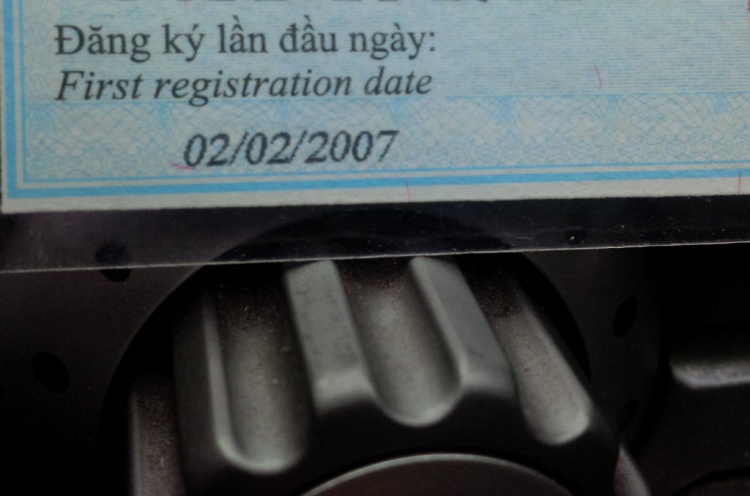 Đăng ký lần đầu ngày:
First registration date
02/02/2007